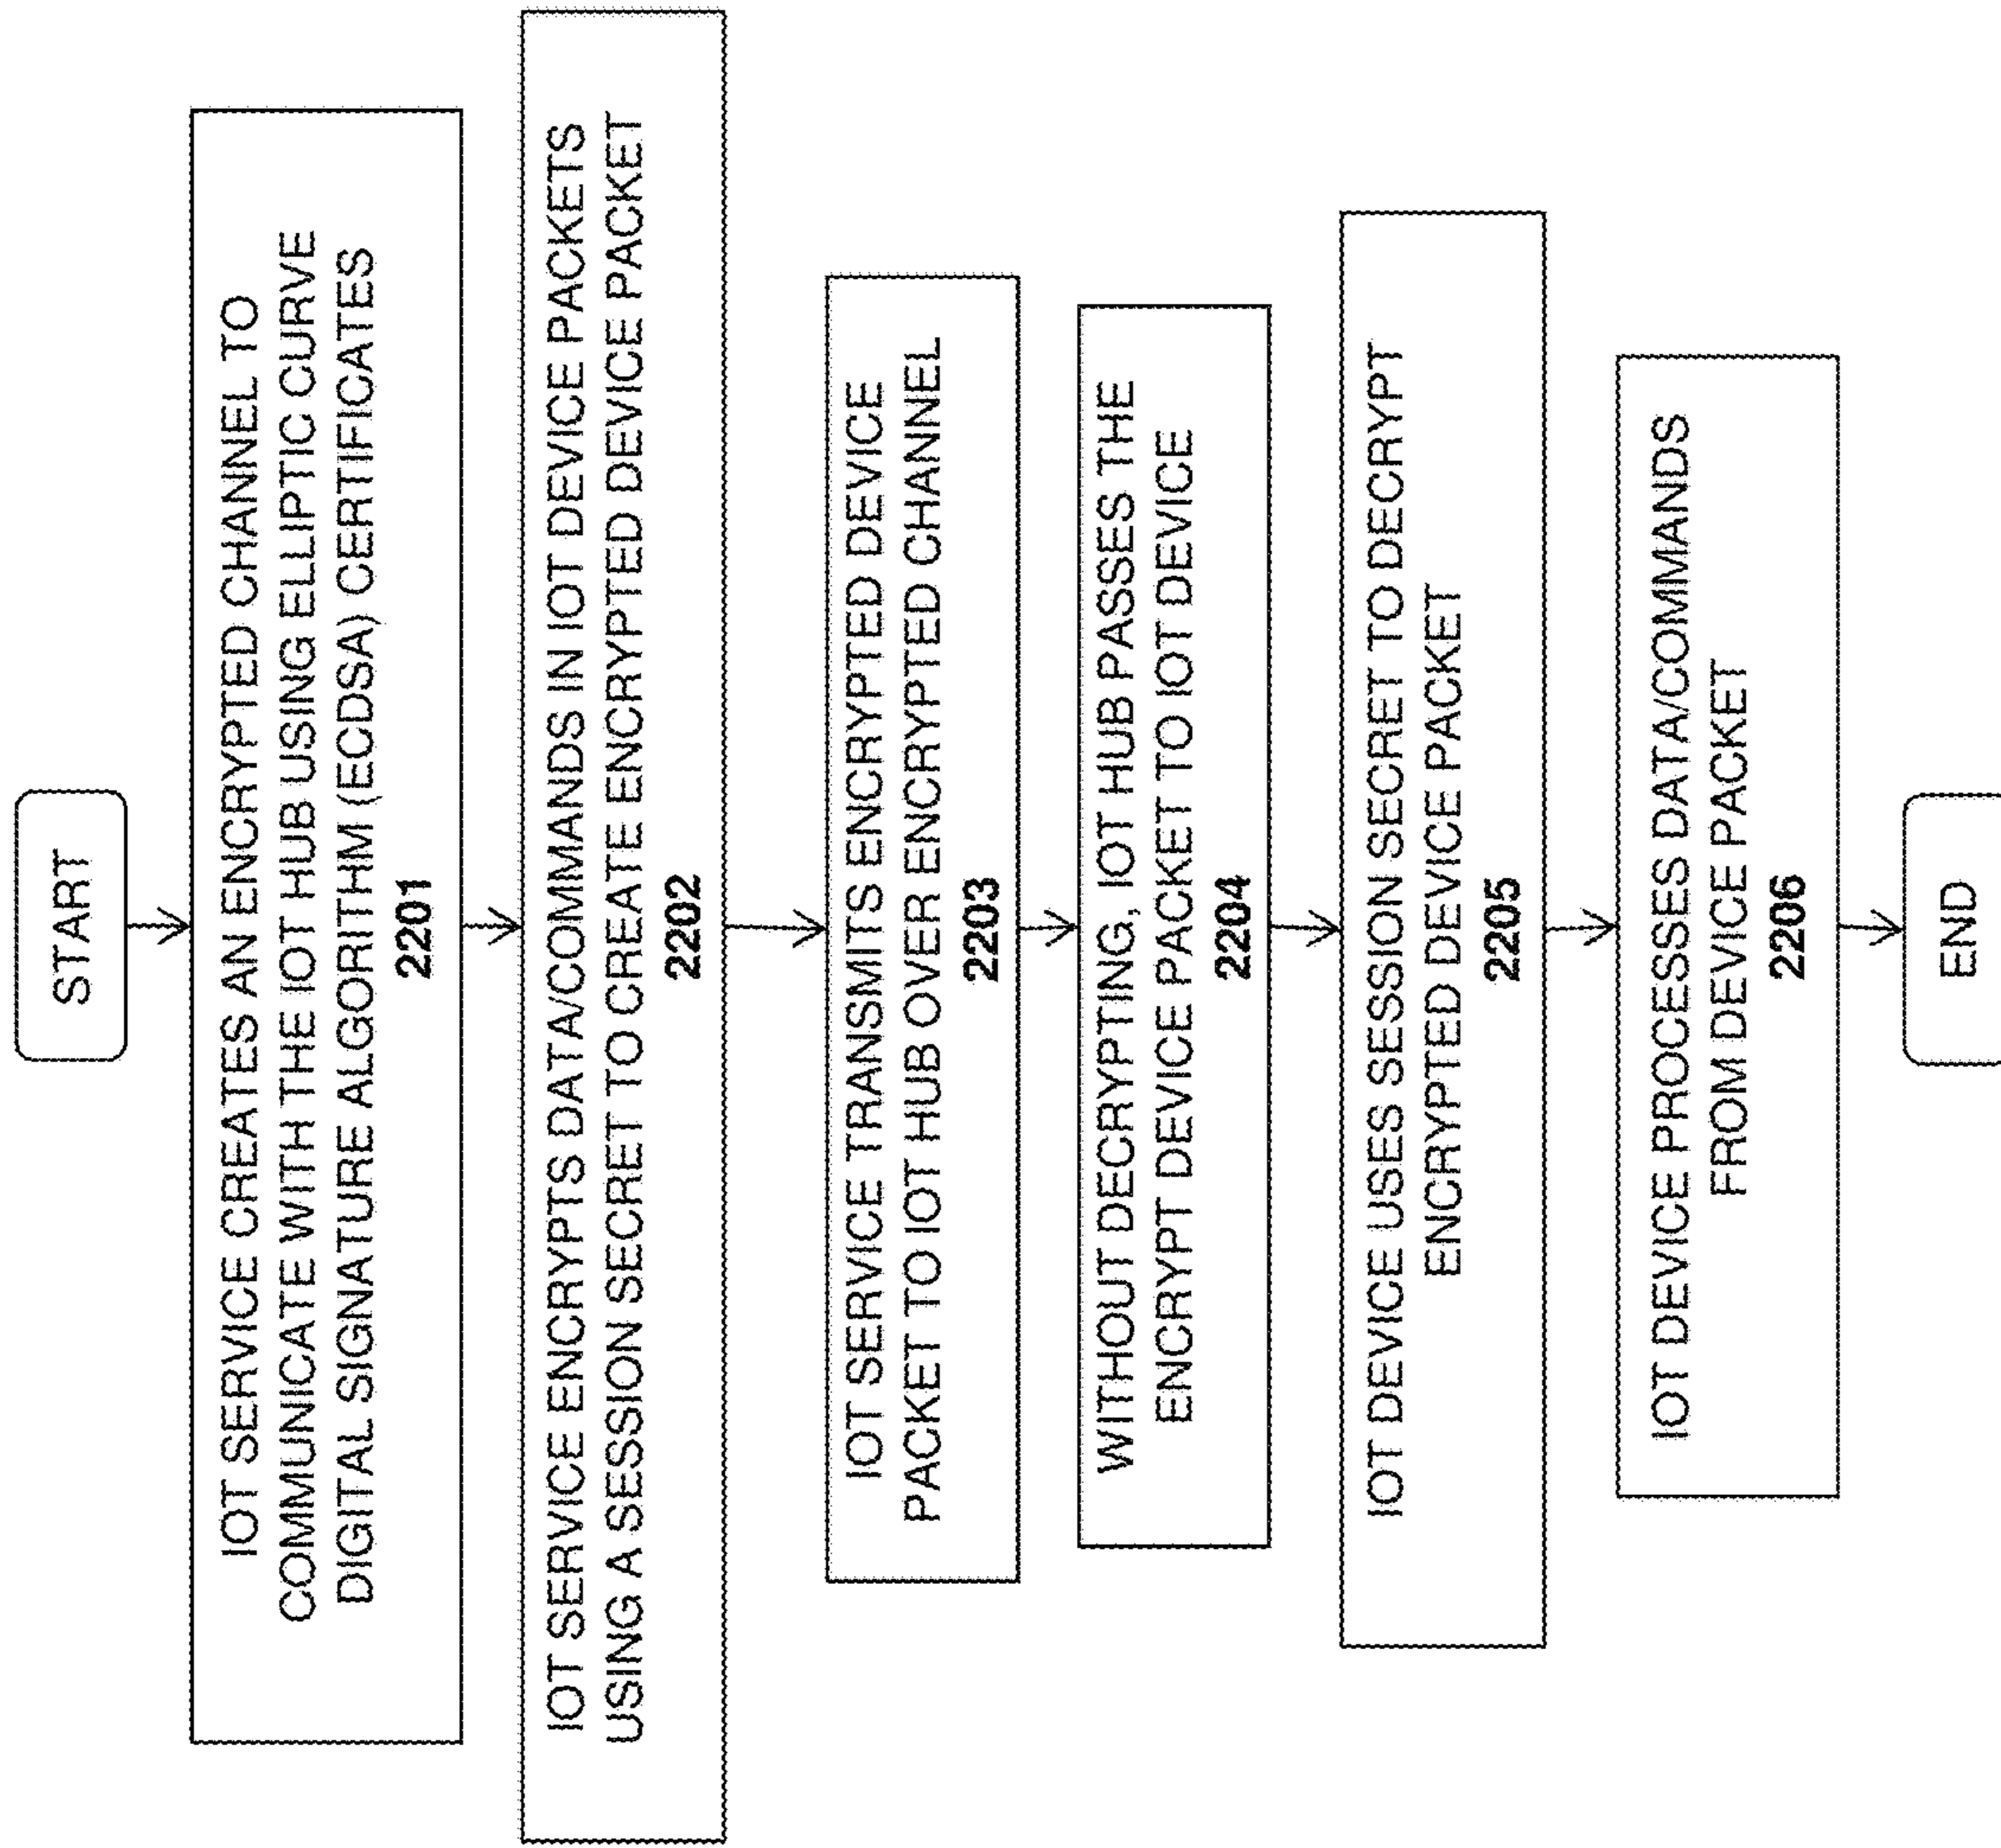 START
IOT SERVICE CREATES AN ENCRYPTED CHANNEL TO
COMMUNICATE WITH THE IOT HUB USING ELLIPTIC CURVE
DIGITAL SIGNATURE ALGORITHM (ECDSA) CERTIFICATES
2201
IOT SERVICE ENCRYPTS DATA/COMMANDS IN IOT DEVICE PACKETS
USING A SESSION SECRET TO CREATE ENCRYPTED DEVICE PACKET
2202
IOT SERVICE TRANSMITS ENCRYPTED DEVICE
PACKET TO IOT HUB OVER ENCRYPTED CHANNEL
2203
WITHOUT DECRYPTING, IOT HUB PASSES THE
ENCRYPT DEVICE PACKET TO IOT DEVICE
2204
IOT DEVICE USES SESSION SECRET TO DECRYPT
ENCRYPTED DEVICE PACKET
2205
IOT DEVICE PROCESSES DATA/COMMANDS
FROM DEVICE PACKET
2206
END